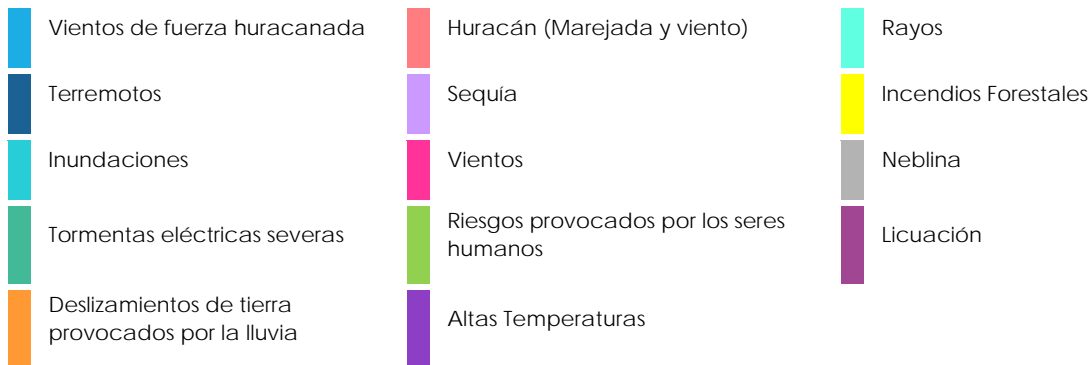 Vientos de fuerza huracanada
Huracán (Marejada y viento)
Rayos
Terremotos
Sequía
Incendios Forestales
Inundaciones
Vientos
Neblina
Tormentas eléctricas severas
Riesgos provocados por los seres
humanos
Licuación
Deslizamientos de tierra
provocados por la lluvia
Altas Temperaturas